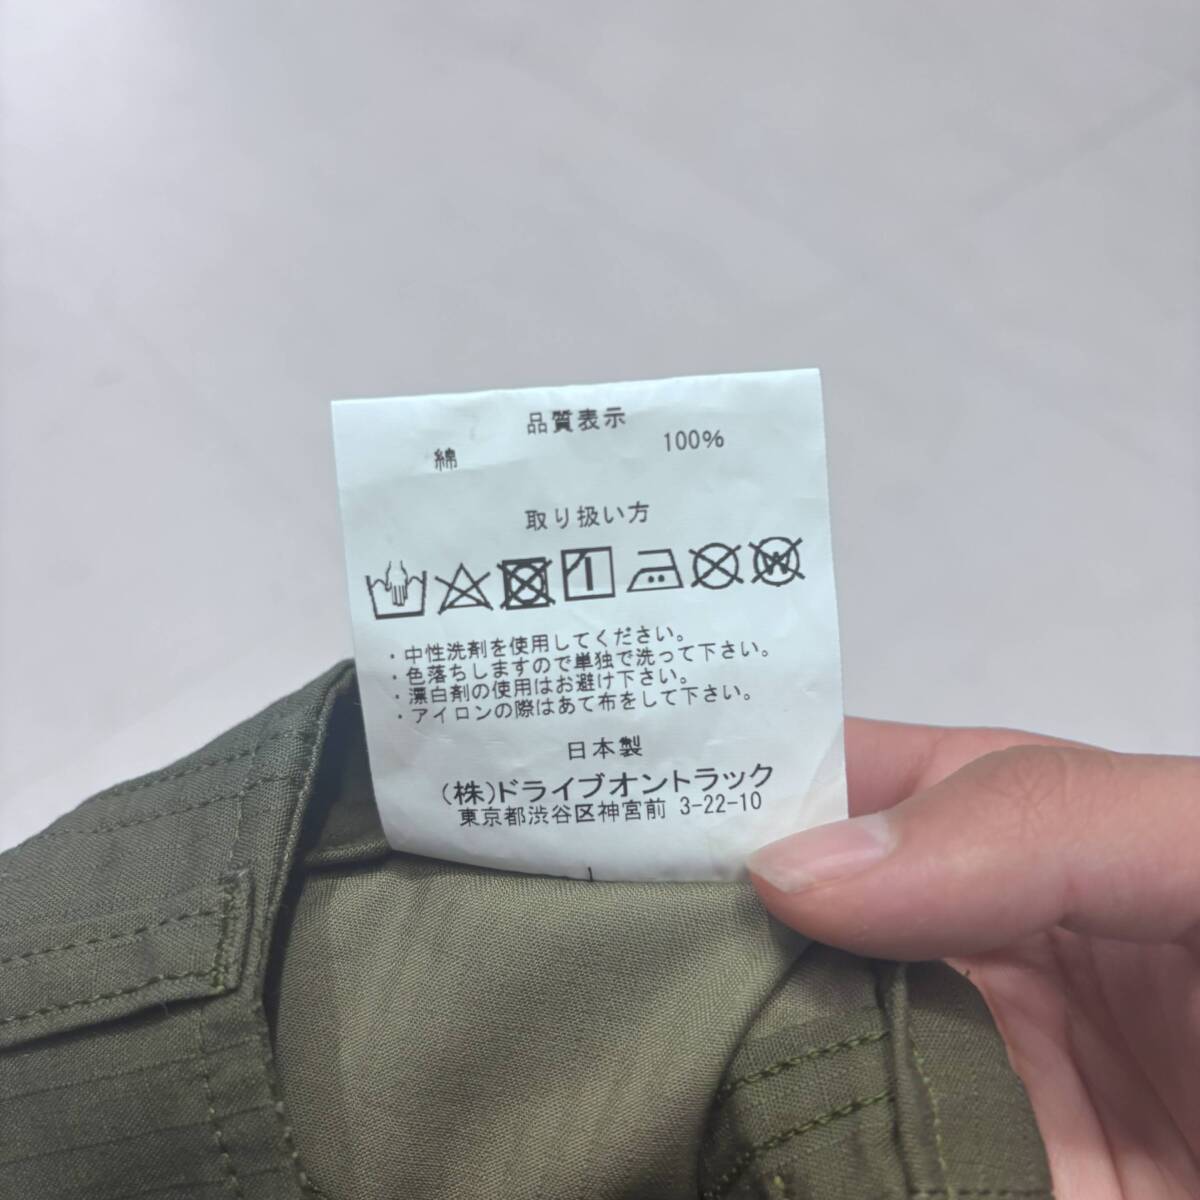 品質表示
綿 100%
取り扱い方
・中性洗剤を使用してください。
・色落ちしますので単独で洗って下さい。
・漂白剤の使用はお避け下さい。
・アイロンの際はあて布をして下さい。
日本製
(株)ドライブオントラック
東京都渋谷区神宮前 3-22-10